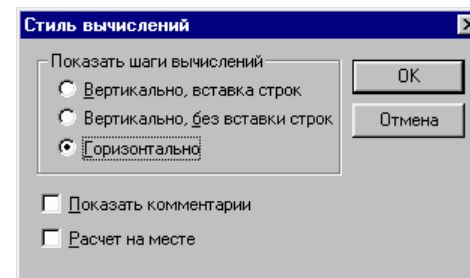 Стиль вычислений
Показать шаги вычислений
Вертикально, вставка строк
Вертикально, без вставки строк
Горизонтально
OK
Отмена
Показать комментарии
Расчет на месте